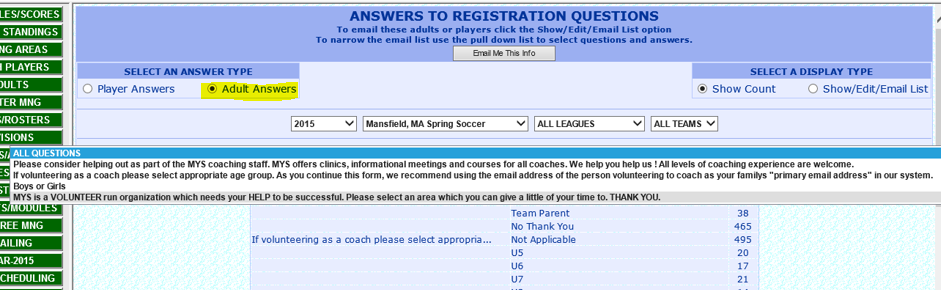 ANSWERS TO REGISTRATION QUESTIONS
To email these adults or players click the Show/Edit/Email List option
To narrow the email list use the pull down list to select questions and answers.
Email Me This Info
SELECT AN ANSWER TYPE
Player Answers
Adult Answers
SELECT A DISPLAY TYPE
Show Count
Show/Edit/Email List
2015
Mansfield, MA Spring Soccer
ALL LEAGUES
ALL TEAMS
ALL QUESTIONS
Please consider helping out as part of the MYS coaching staff. MYS offers clinics, informational meetings and courses for all coaches. We help you help us ! All levels of coaching experience are welcome.
If volunteering as a coach please select appropriate age group. As you continue this form, we recommend using the email address of the person volunteering to coach as your familys "primary email address" in our system.
Boys or Girls
MYS is a VOLUNTEER run organization which needs your HELP to be successful. Please select an area which you can give a little of your time to. THANK YOU.
Team Parent 38
No Thank You 465
If volunteering as a coach please select appropria... Not Applicable 495
U5 20
U6 17
U7 21
LES/SCORES
STANDINGS
NG AREAS
PLAYERS
DULTS
TER MNG
S/ROSTERS
VISIONS
S/MODULES
REE MNG
AILING
AR-2015
CHEDULING